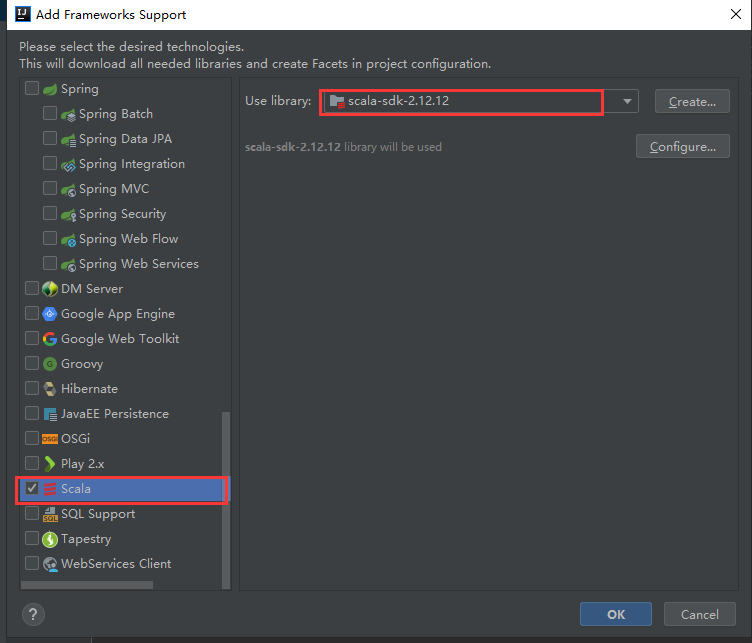 Add Frameworks Support
Please select the desired technologies.
This will download all needed libraries and create Facets in project configuration.
Spring
Spring Batch
Spring Data JPA
Spring Integration
Spring MVC
Spring Security
Spring Web Flow
Spring Web Services
DM Server
Google App Engine
Google Web Toolkit
Groovy
Hibernate
JavaEE Persistence
OSGi
Play 2.x
Scala
SQL Support
Tapestry
WebServices Client
Use library:
scala-sdk-2.12.12
Create...
scala-sdk-2.12.12 library will be used
Configure...
?
OK
Cancel